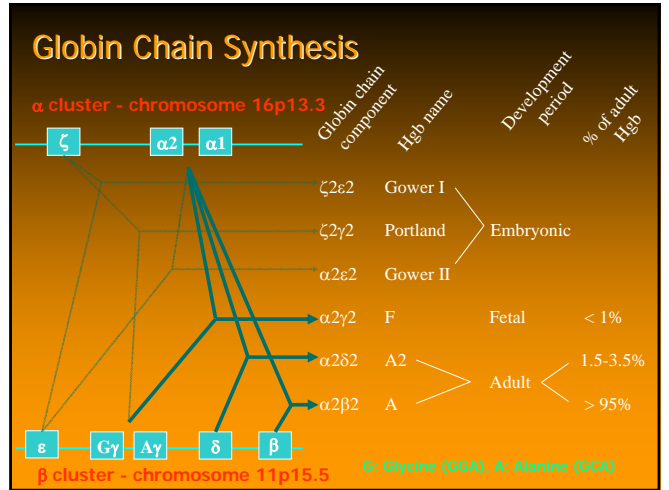 Globin Chain Synthesis
Globin chain
component
Hgb name
Development
period
% of adult
Hgb
α cluster - chromosome 16p13.3
ζ α2 α1
ζ2ε2 Gower I
ζ2γ2 Portland Embryonic
α2ε2 Gower II
α2γ2 F Fetal < 1%
α2δ2 A2 1.5-3.5%
Adult
α2β2 A > 95%
ε Gγ Aγ δ β
β cluster - chromosome 11p15.5
G: Glycine (GGA), A: Alanine (GCA)